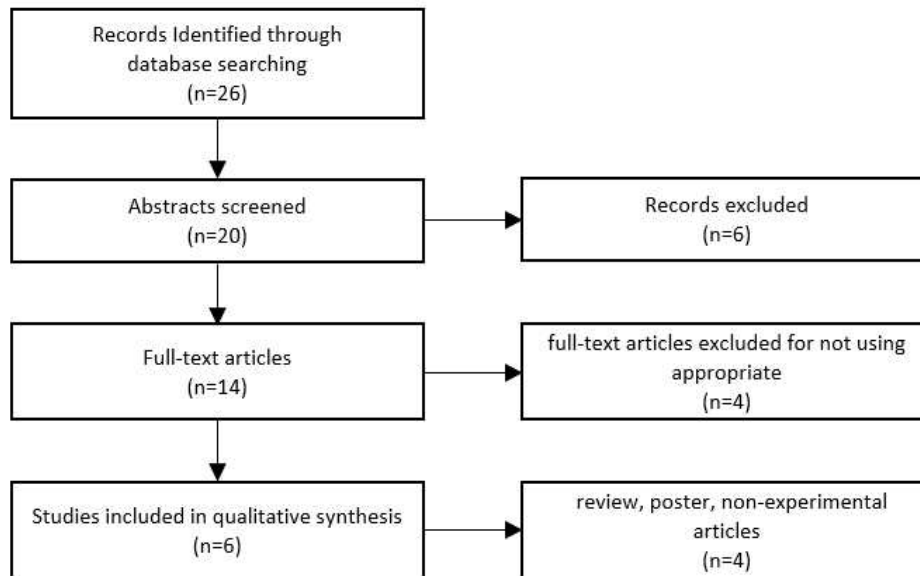 Records Identified through
database searching
(n=26)
Abstracts screened
(n=20)
Records excluded
(n=6)
Full-text articles
(n=14)
full-text articles excluded for not using
appropriate
(n=4)
Studies included in qualitative synthesis
(n=6)
review, poster, non-experimental
articles
(n=4)